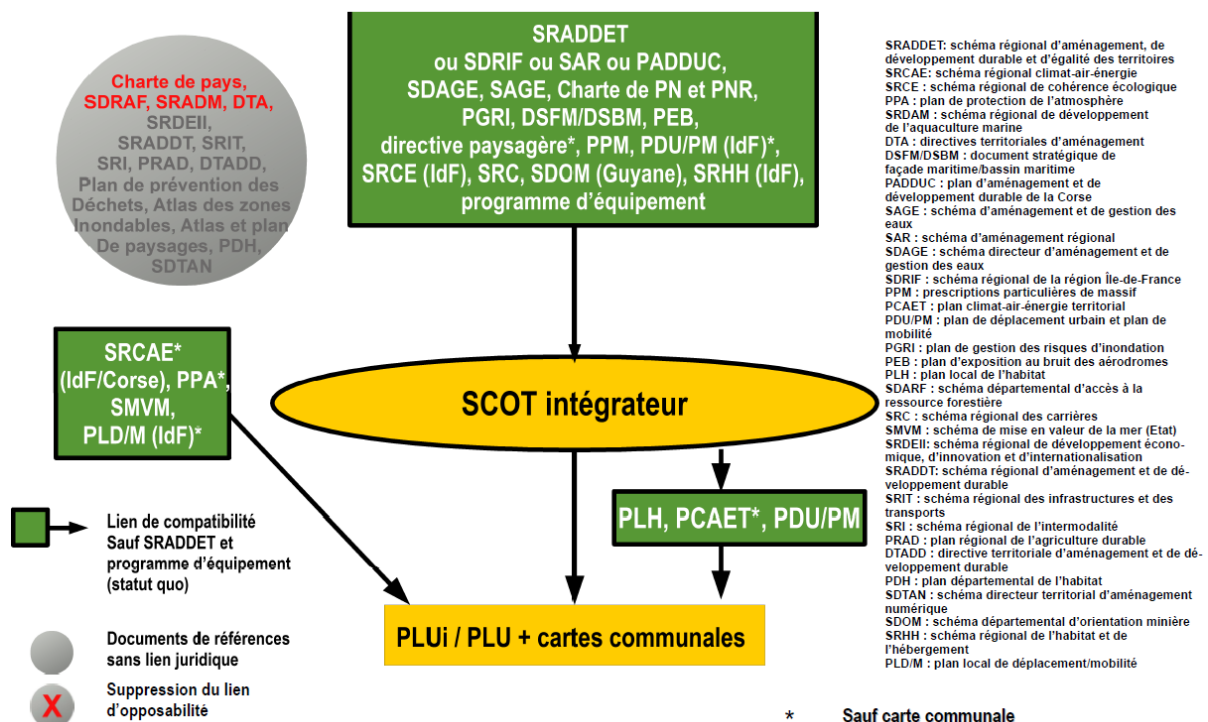 Charte de pays,
SDRAF, SRADM, DTA,
SRDEII,
SRADDT, SRIT,
SRI, PRAD, DTADD,
Plan de prévention des
Déchets, Atlas des zones
Inondables, Atlas et plan
De paysages, PDH,
SDTAN
SRADDET
ou SDRIF ou SAR ou PADDUC,
SDAGE, SAGE, Charte de PN et PNR,
PGRI, DSFM/DSBM, PEB,
directive paysagère*, PPM, PDU/PM (IdF)*,
SRCE (IdF), SRC, SDOM (Guyane), SRHH (IdF),
programme d'équipement
SRCAE*
(IdF/Corse), PPA*,
SMVM,
PLD/M (IdF)*
SCOT intégrateur
PLH, PCAET*, PDU/PM
PLUi / PLU + cartes communales
Lien de compatibilité
Sauf SRADDET et
programme d'équipement
(statut quo)
Documents de références
sans lien juridique
X
Suppression du lien
d'opposabilité
SRADDET: schéma régional d'aménagement, de
développement durable et d'égalité des territoires
SRCAE: schéma régional climat-air-énergie
SRCE : schéma régional de cohérence écologique
PPA : plan de protection de l'atmosphère
SRDAM : schéma régional de développement
de l'aquaculture marine
DTA : directives territoriales d'aménagement
DSFM/DSBM : document stratégique de
façade maritime/bassin maritime
PADDUC : plan d'aménagement et de
développement durable de la Corse
SAGE : schéma d'aménagement et de gestion des
eaux
SAR : schéma d'aménagement régional
SDAGE : schéma directeur d'aménagement et de
gestion des eaux
SDRIF : schéma régional de la région Île-de-France
PPM : prescriptions particulières de massif
PCAET : plan climat-air-énergie territorial
PDU/PM : plan de déplacement urbain et plan de
mobilité
PGRI : plan de gestion des risques d'inondation
PEB : plan d'exposition au bruit des aérodromes
PLH : plan local de l'habitat
SDARF : schéma départemental d'accès à la
ressource forestière
SRC : schéma régional des carrières
SMVM : schéma de mise en valeur de la mer (Etat)
SRDEII: schéma régional de développement écono-
mique, d'innovation et d'internationalisation
SRADDT: schéma régional d'aménagement et de dé-
veloppement durable
SRIT : schéma régional des infrastructures et des
transports
SRI : schéma régional de l'intermodalité
PRAD : plan régional de l'agriculture durable
DTADD : directive territoriale d'aménagement et de dé-
veloppement durable
PDH : plan départemental de l'habitat
SDTAN : schéma directeur territorial d'aménagement
numérique
SDOM : schéma départemental d'orientation minière
SRHH : schéma régional de l'habitat et de
l'hébergement
PLD/M : plan local de déplacement/mobilité
* Sauf carte communale